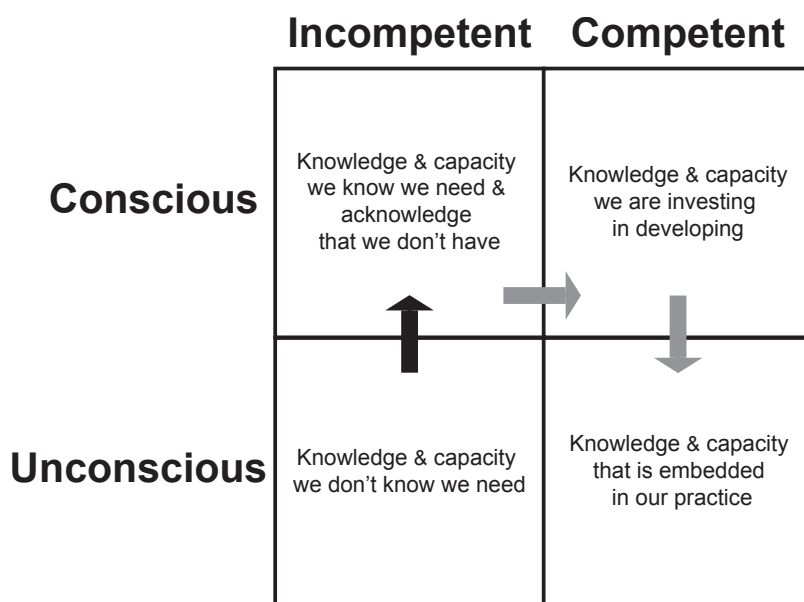 Incompetent Competent
Conscious
Knowledge & capacity
we know we need &
acknowledge
that we don’t have
Knowledge & capacity
we are investing
in developing
Unconscious
Knowledge & capacity
we don’t know we need
Knowledge & capacity
that is embedded
in our practice